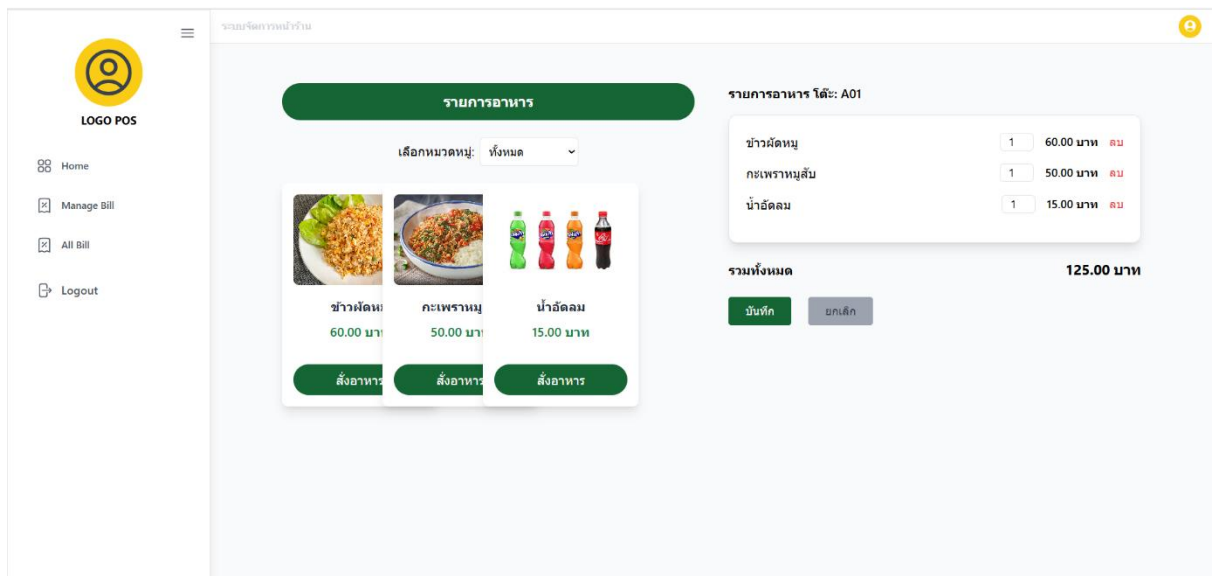 ระบบจัดการหน้าร้าน
LOGO POS
Home
Manage Bill
All Bill
Logout
รายการอาหาร
เลือกหมวดหมู่: ทั้งหมด
ข้าวผัดหมู
60.00 บาท
สั่งอาหาร
กะเพราหมู
50.00 บาท
สั่งอาหาร
น้ำอัดลม
15.00 บาท
สั่งอาหาร
รายการอาหาร โต๊ะ: A01
ข้าวผัดหมู 1 60.00 บาท ลบ
กะเพราหมูสับ 1 50.00 บาท ลบ
น้ำอัดลม 1 15.00 บาท ลบ
รวมทั้งหมด 125.00 บาท
บันทึก ยกเลิก